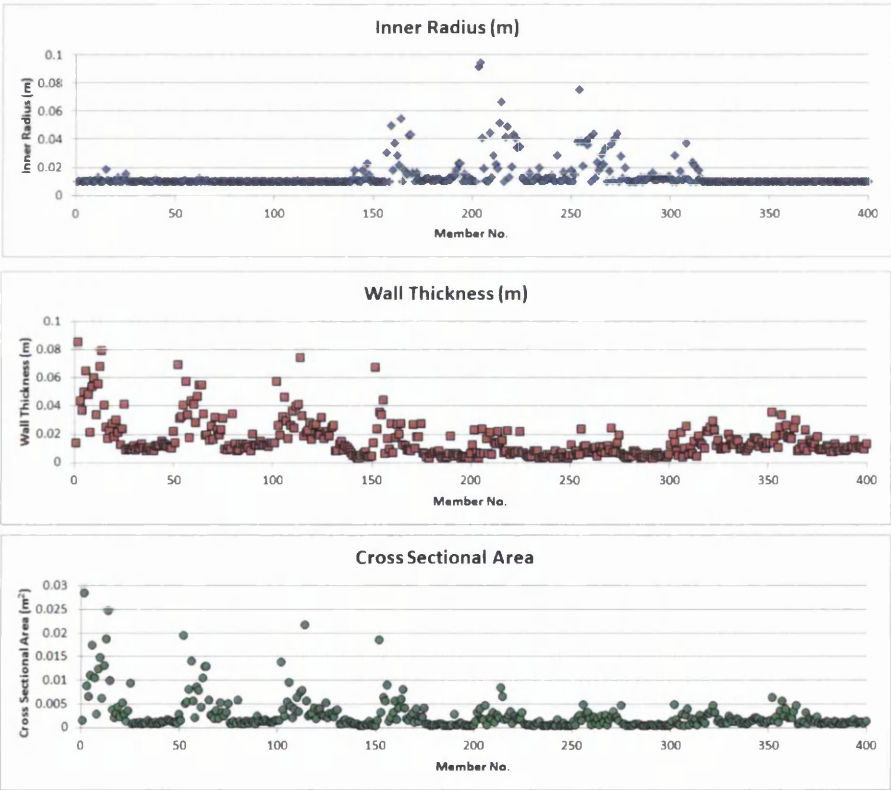 Inner Radius (m)
Inner Radius (m)
0.1
0.08
0.06
0.04
0.02
0
0 50 100 150 200 250 300 350 400
Member No.
Wall Thickness (m)
Wall Thickness (m)
0.1
0.08
0.06
0.04
0.02
0
0 50 100 150 200 250 300 350 400
Member No.
Cross Sectional Area
Cross Sectional Area (m²)
0.03
0.025
0.02
0.015
0.01
0.005
0
0 50 100 150 200 250 300 350 400
Member No.